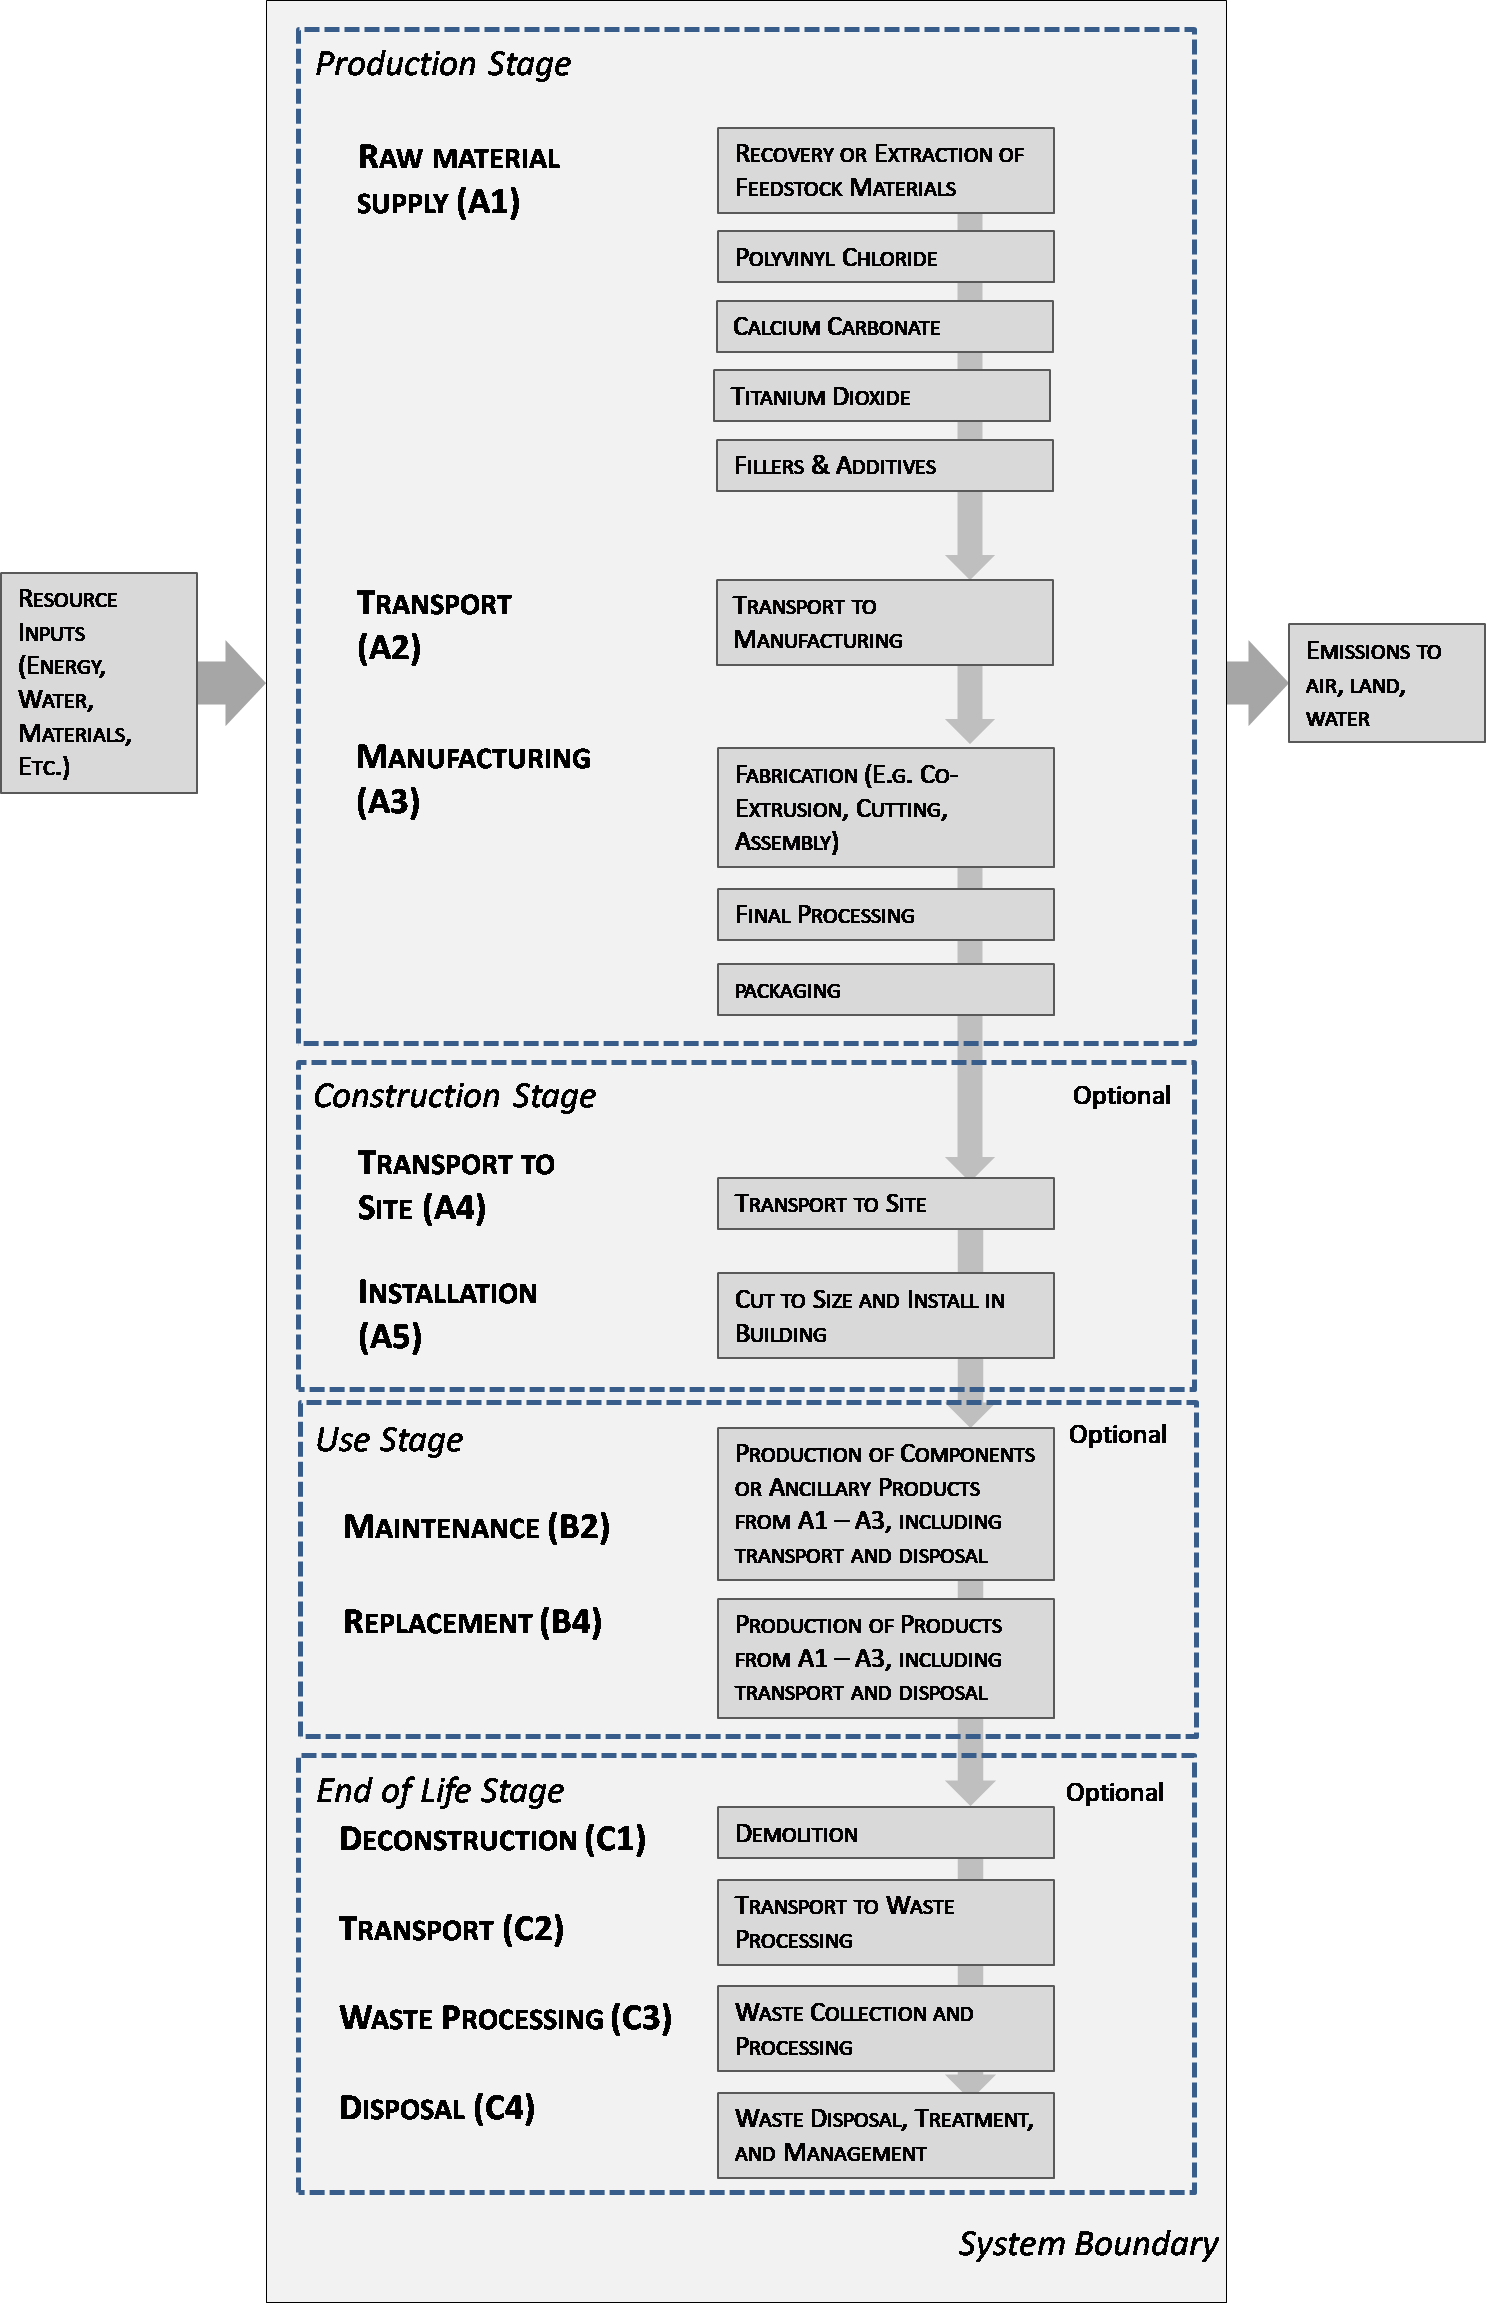 Production Stage
Raw material
supply (A1)
Recovery or Extraction of
Feedstock Materials
Polyvinyl Chloride
Calcium Carbonate
Titanium Dioxide
Fillers & Additives
Transport
(A2)
Transport to
Manufacturing
Resource
Inputs
(Energy,
Water,
Materials,
Etc.)
Emissions to
air, land,
water
Manufacturing
(A3)
Fabrication (E.g. Co-
Extrusion, Cutting,
Assembly)
Final Processing
packaging
Construction Stage
Optional
Transport to
Site (A4)
Transport to Site
Installation
(A5)
Cut to Size and Install in
Building
Use Stage
Optional
Maintenance (B2)
Production of Components
or Ancillary Products
from A1 – A3, including
transport and disposal
Replacement (B4)
Production of Products
from A1 – A3, including
transport and disposal
End of Life Stage
Optional
Deconstruction (C1)
Demolition
Transport (C2)
Transport to Waste
Processing
Waste Processing (C3)
Waste Collection and
Processing
Disposal (C4)
Waste Disposal, Treatment,
and Management
System Boundary